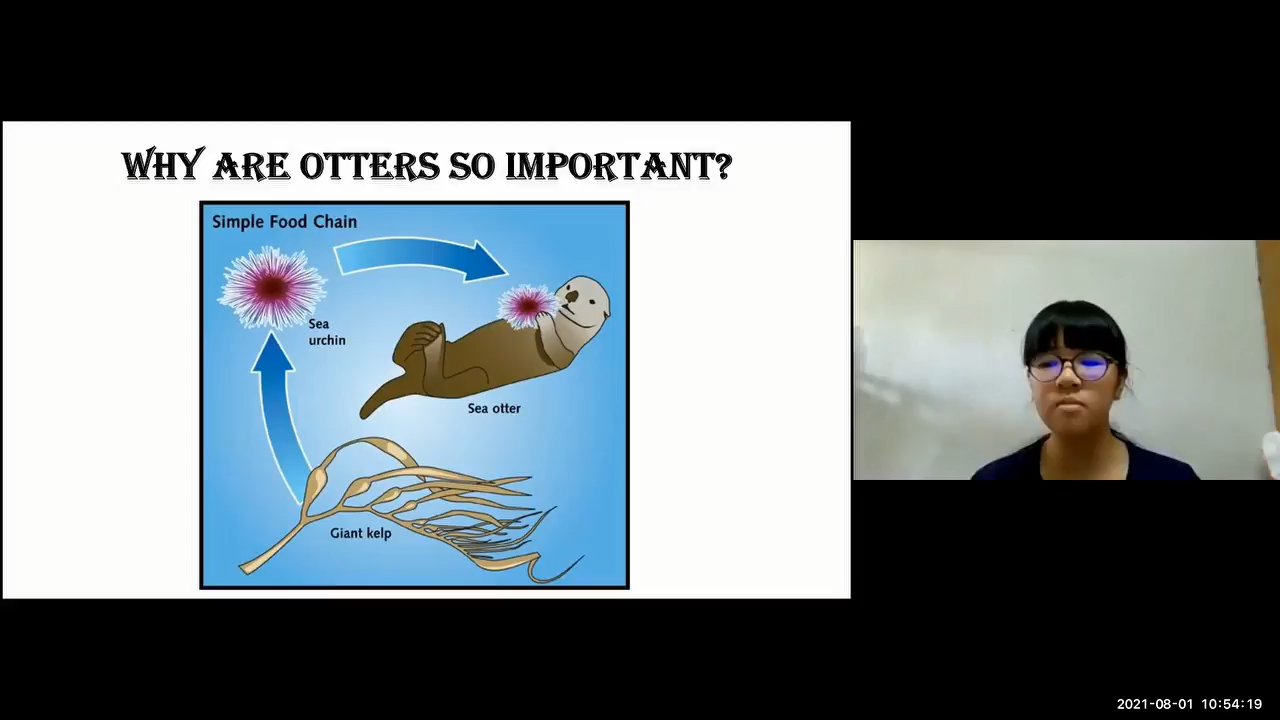 WHY ARE OTTERS SO IMPORTANT?
Simple Food Chain
Sea
urchin
Sea otter
Giant kelp
2021-08-01 10:54:19